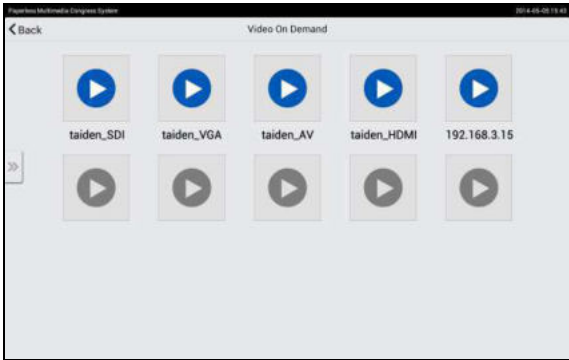 Paperless Multimedia Congress System 2014-05-05 15:43
Back Video On Demand
taiden_SDI taiden_VGA taiden_AV taiden_HDMI 192.168.3.15